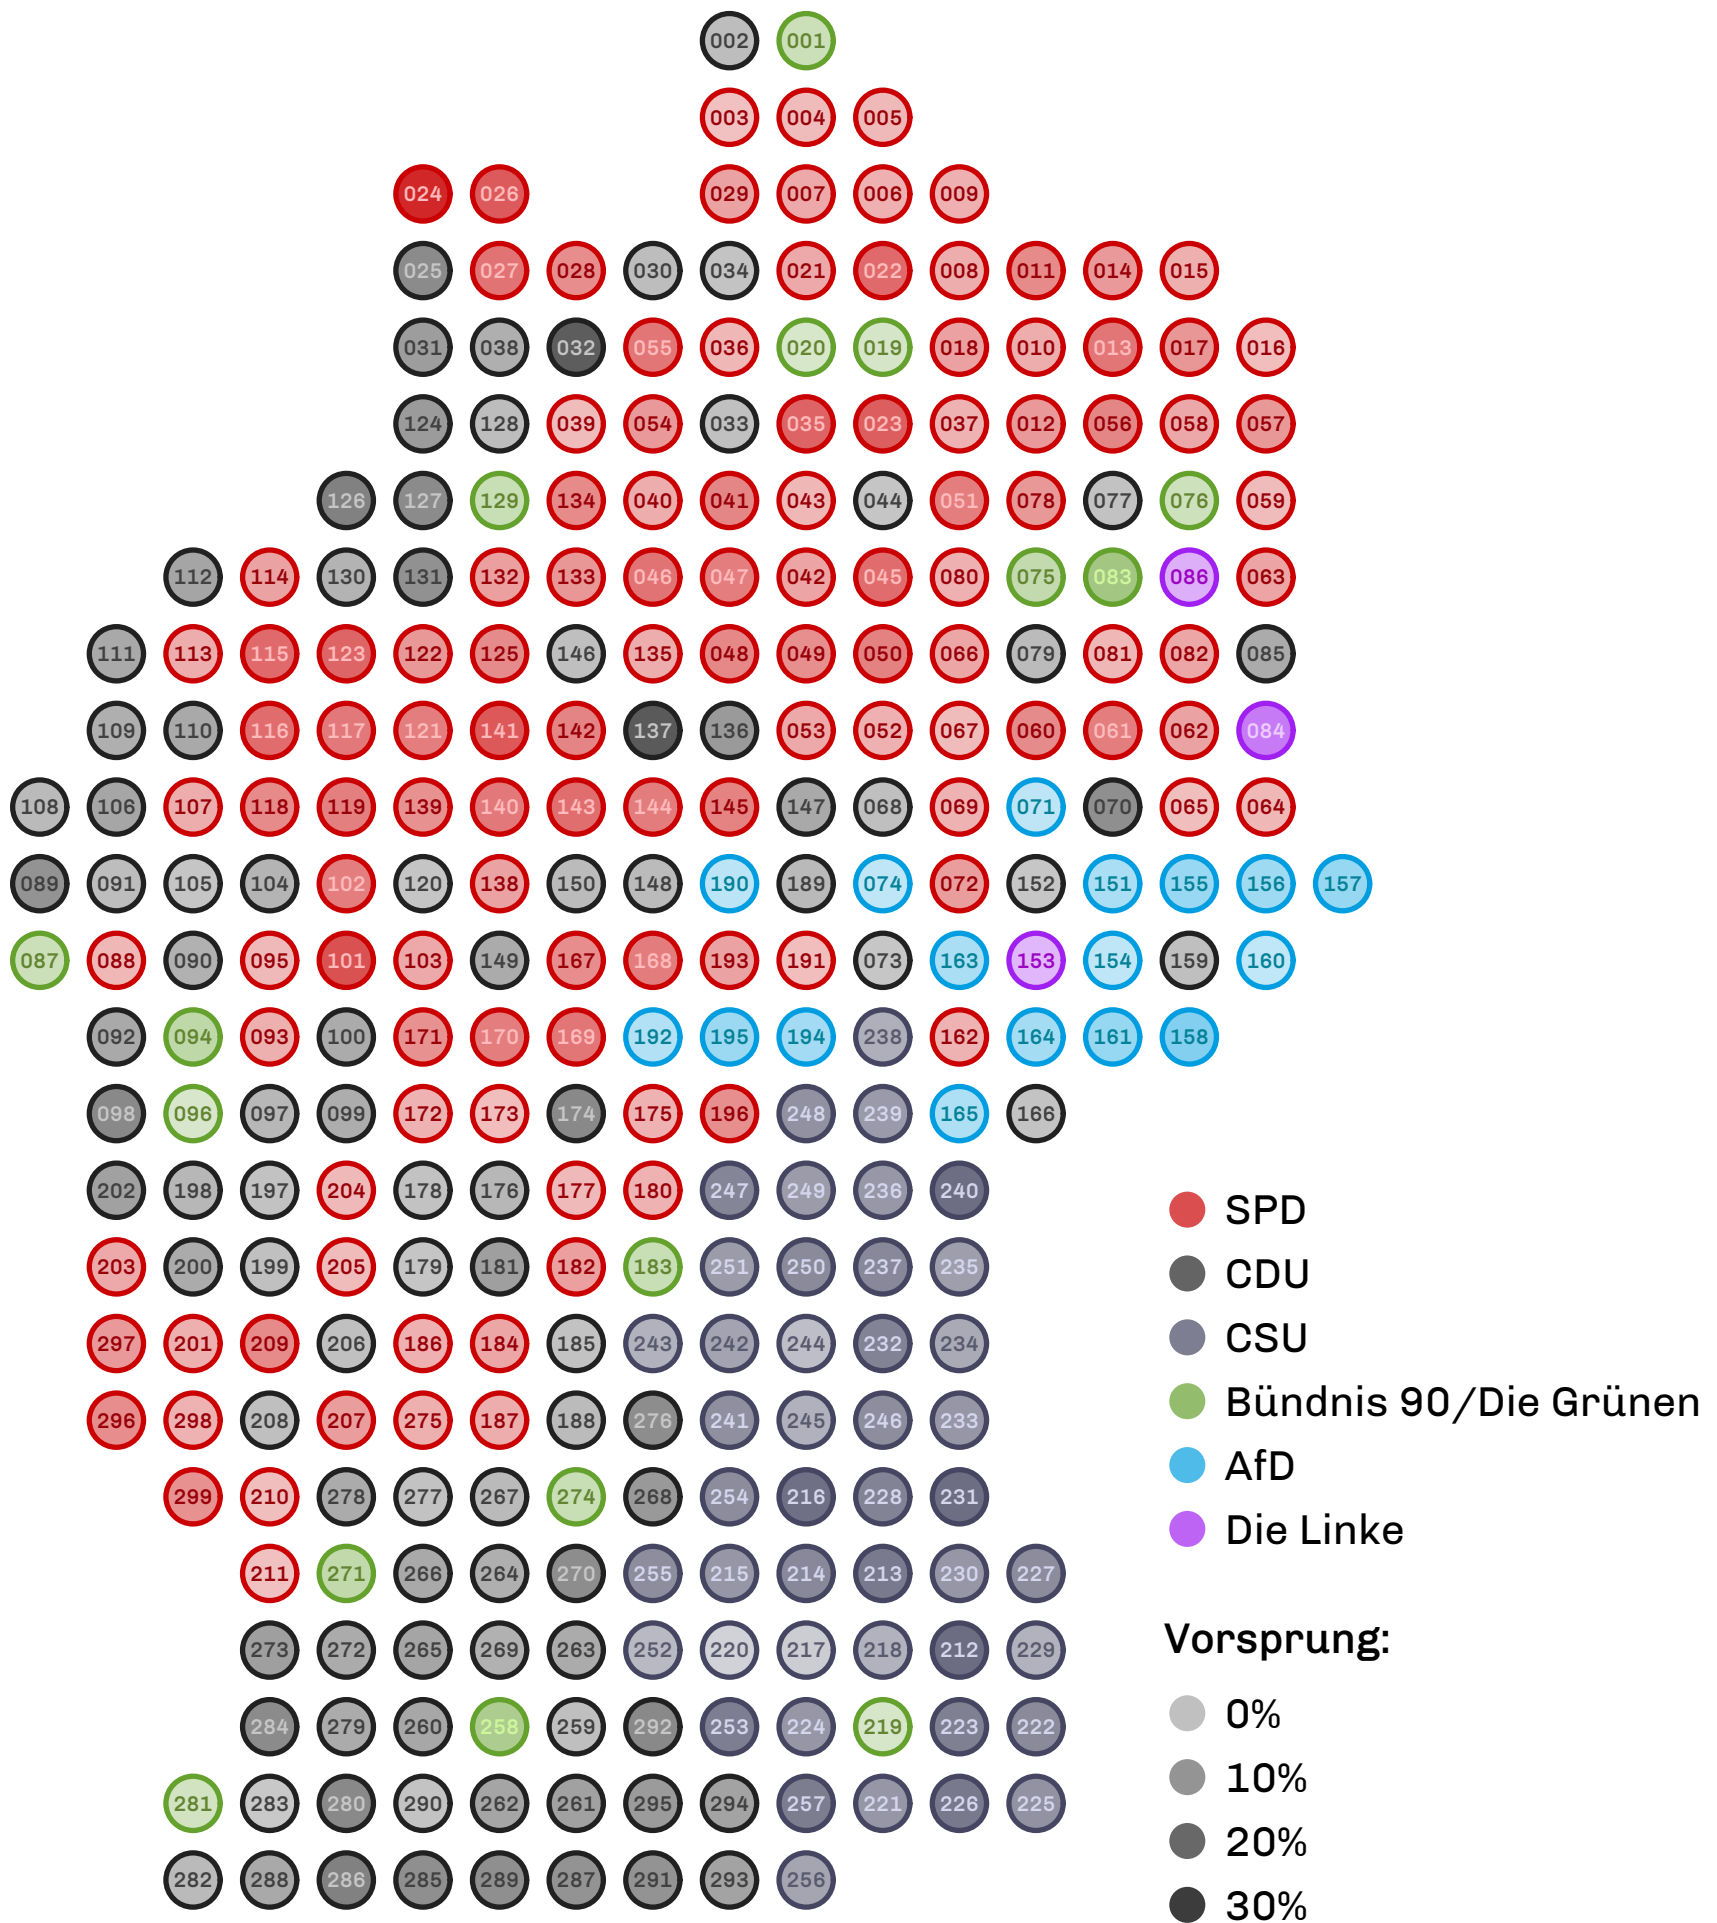 002 001
003 004 005
024 026 029 007 006 009
025 027 028 030 034 021 022 008 011 014 015
031 038 032 055 036 020 019 018 010 013 017 016
124 128 039 054 033 035 023 037 012 056 058 057
126 127 129 134 040 041 043 044 051 078 077 076 059
112 114 130 131 132 133 046 047 042 045 080 075 083 086 063
111 113 115 123 122 125 146 135 048 049 050 066 079 081 082 085
109 110 116 117 121 141 142 137 136 053 052 067 060 061 062 084
108 106 107 118 119 139 140 143 144 145 147 068 069 071 070 065 064
089 091 105 104 102 120 138 150 148 190 189 074 072 152 151 155 156 157
087 088 090 095 101 103 149 167 168 193 191 073 163 153 154 159 160
092 094 093 100 171 170 169 192 195 194 238 162 164 161 158
098 096 097 099 172 173 174 175 196 248 239 165 166
202 198 197 204 178 176 177 180 247 249 236 240
203 200 199 205 179 181 182 183 251 250 237 235
297 201 209 206 186 184 185 243 242 244 232 234
296 298 208 207 275 187 188 276 241 245 246 233
299 210 278 277 267 274 268 254 216 228 231
211 271 266 264 270 255 215 214 213 230 227
273 272 265 269 263 252 220 217 218 212 229
284 279 260 258 259 292 253 224 219 223 222
281 283 280 290 262 261 295 294 257 221 226 225
282 288 286 285 289 287 291 293 256
SPD
CDU
CSU
Bündnis 90/Die Grünen
AfD
Die Linke
Vorsprung:
0%
10%
20%
30%